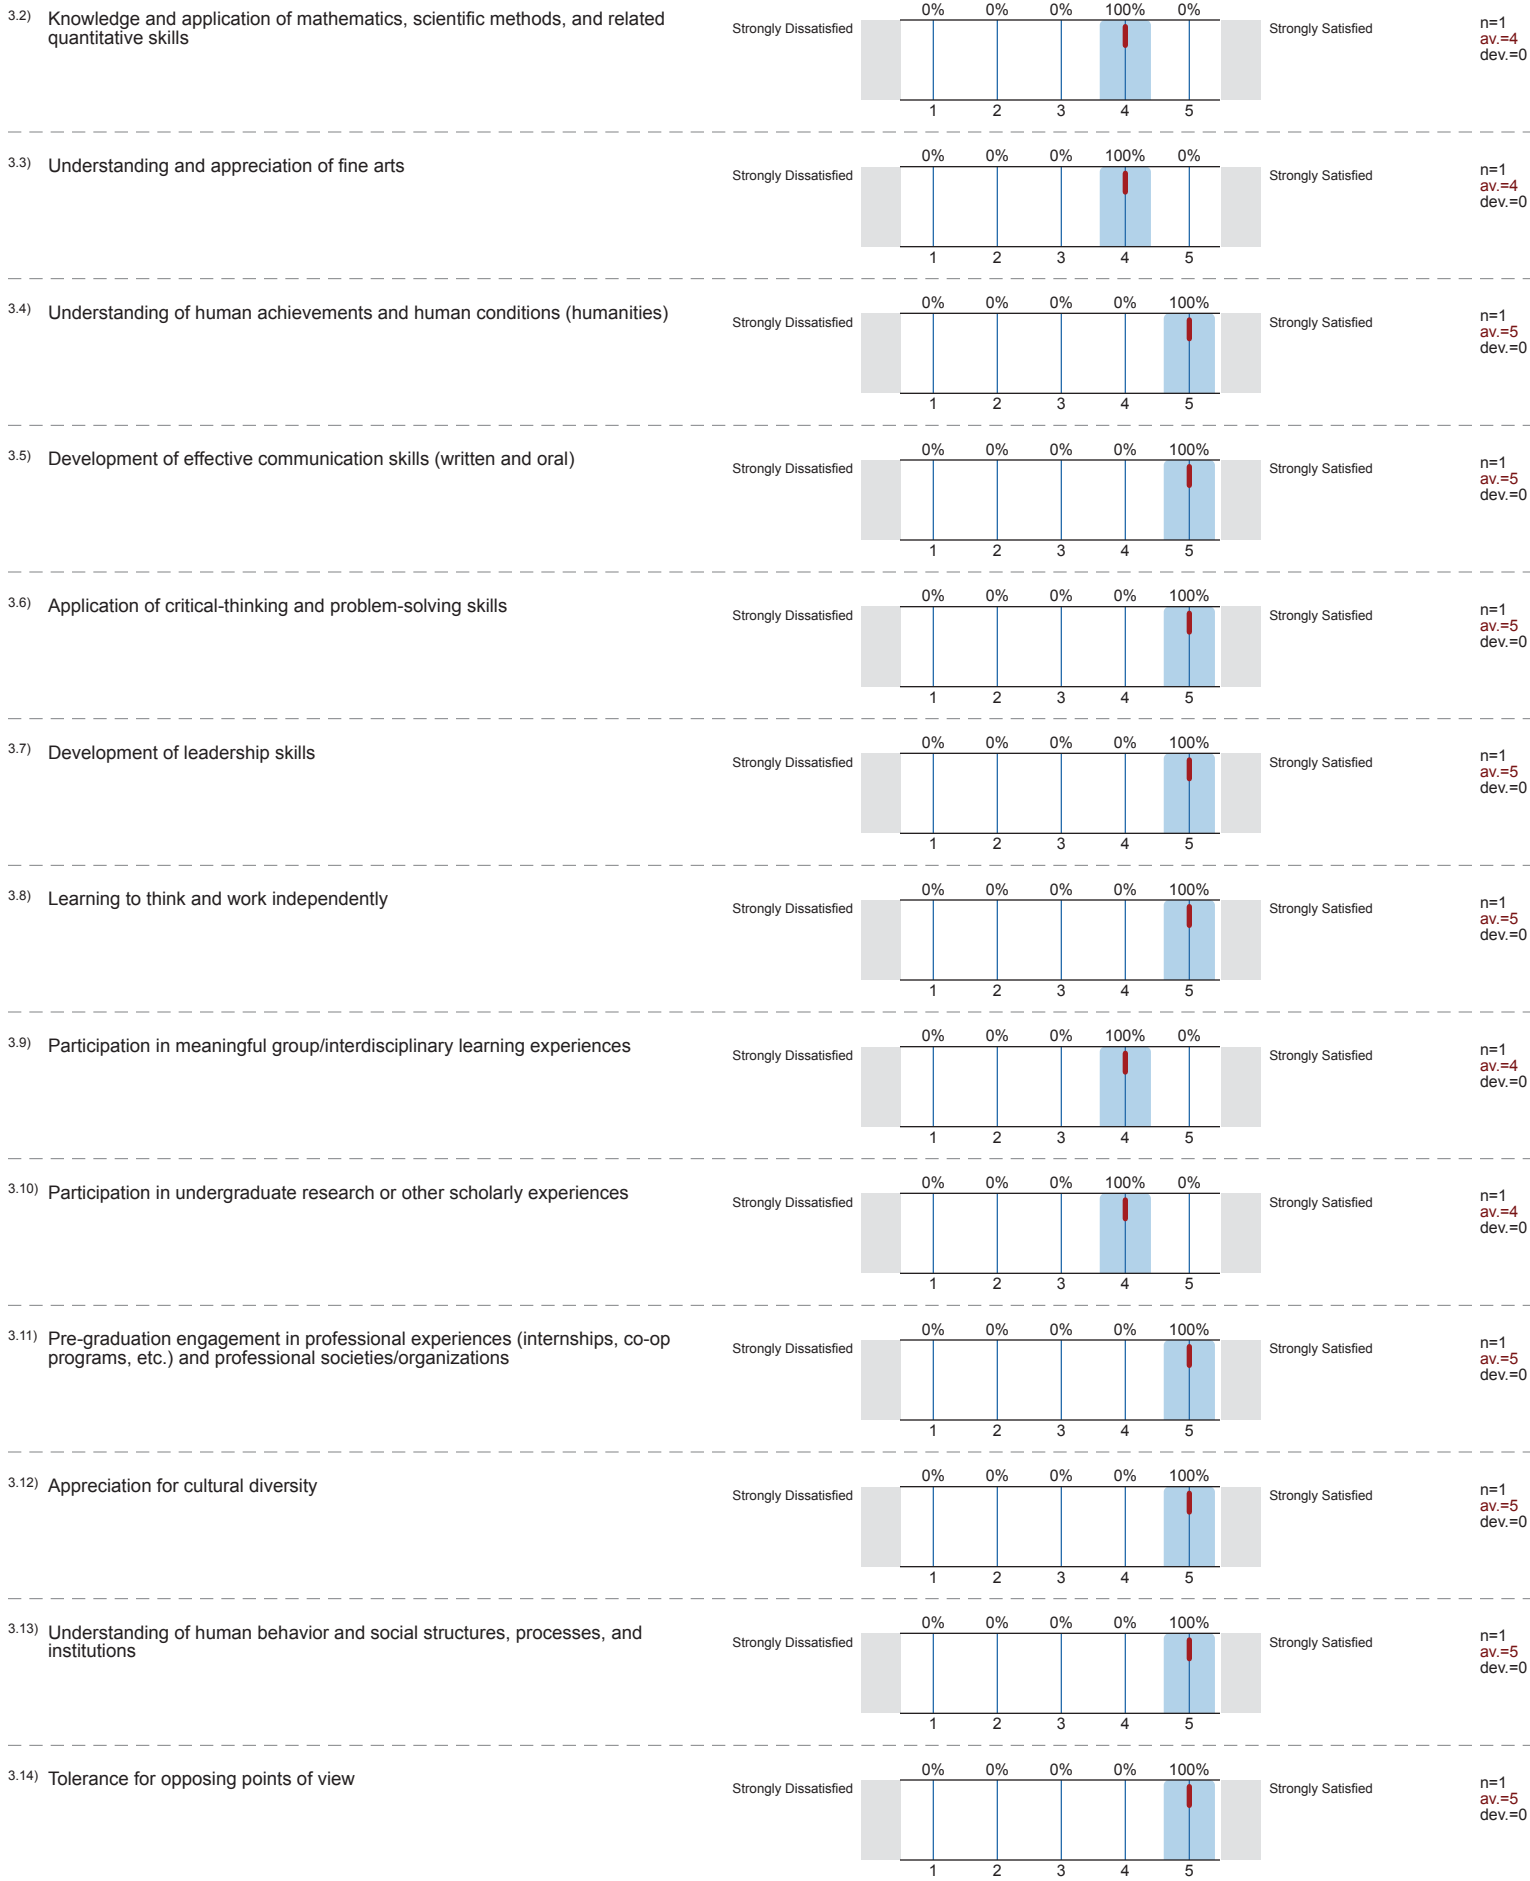 3.2) Knowledge and application of mathematics, scientific methods, and related
quantitative skills
0% 0% 0% 100% 0%
Strongly Dissatisfied Strongly Satisfied
n=1
av.=4
dev.=0
1 2 3 4 5
3.3) Understanding and appreciation of fine arts
0% 0% 0% 100% 0%
Strongly Dissatisfied Strongly Satisfied
n=1
av.=4
dev.=0
1 2 3 4 5
3.4) Understanding of human achievements and human conditions (humanities)
0% 0% 0% 0% 100%
Strongly Dissatisfied Strongly Satisfied
n=1
av.=5
dev.=0
1 2 3 4 5
3.5) Development of effective communication skills (written and oral)
0% 0% 0% 0% 100%
Strongly Dissatisfied Strongly Satisfied
n=1
av.=5
dev.=0
1 2 3 4 5
3.6) Application of critical-thinking and problem-solving skills
0% 0% 0% 0% 100%
Strongly Dissatisfied Strongly Satisfied
n=1
av.=5
dev.=0
1 2 3 4 5
3.7) Development of leadership skills
0% 0% 0% 0% 100%
Strongly Dissatisfied Strongly Satisfied
n=1
av.=5
dev.=0
1 2 3 4 5
3.8) Learning to think and work independently
0% 0% 0% 0% 100%
Strongly Dissatisfied Strongly Satisfied
n=1
av.=5
dev.=0
1 2 3 4 5
3.9) Participation in meaningful group/interdisciplinary learning experiences
0% 0% 0% 100% 0%
Strongly Dissatisfied Strongly Satisfied
n=1
av.=4
dev.=0
1 2 3 4 5
3.10) Participation in undergraduate research or other scholarly experiences
0% 0% 0% 100% 0%
Strongly Dissatisfied Strongly Satisfied
n=1
av.=4
dev.=0
1 2 3 4 5
3.11) Pre-graduation engagement in professional experiences (internships, co-op
programs, etc.) and professional societies/organizations
0% 0% 0% 0% 100%
Strongly Dissatisfied Strongly Satisfied
n=1
av.=5
dev.=0
1 2 3 4 5
3.12) Appreciation for cultural diversity
0% 0% 0% 0% 100%
Strongly Dissatisfied Strongly Satisfied
n=1
av.=5
dev.=0
1 2 3 4 5
3.13) Understanding of human behavior and social structures, processes, and
institutions
0% 0% 0% 0% 100%
Strongly Dissatisfied Strongly Satisfied
n=1
av.=5
dev.=0
1 2 3 4 5
3.14) Tolerance for opposing points of view
0% 0% 0% 0% 100%
Strongly Dissatisfied Strongly Satisfied
n=1
av.=5
dev.=0
1 2 3 4 5